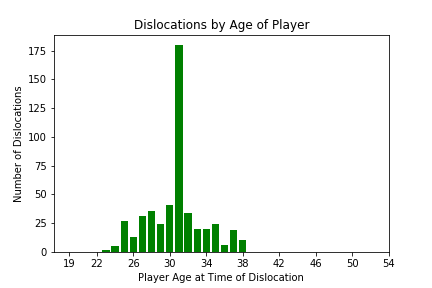 Dislocations by Age of Player
Number of Dislocations
175
150
125
100
75
50
25
0
19 22 26 30 34 38 42 46 50 54
Player Age at Time of Dislocation